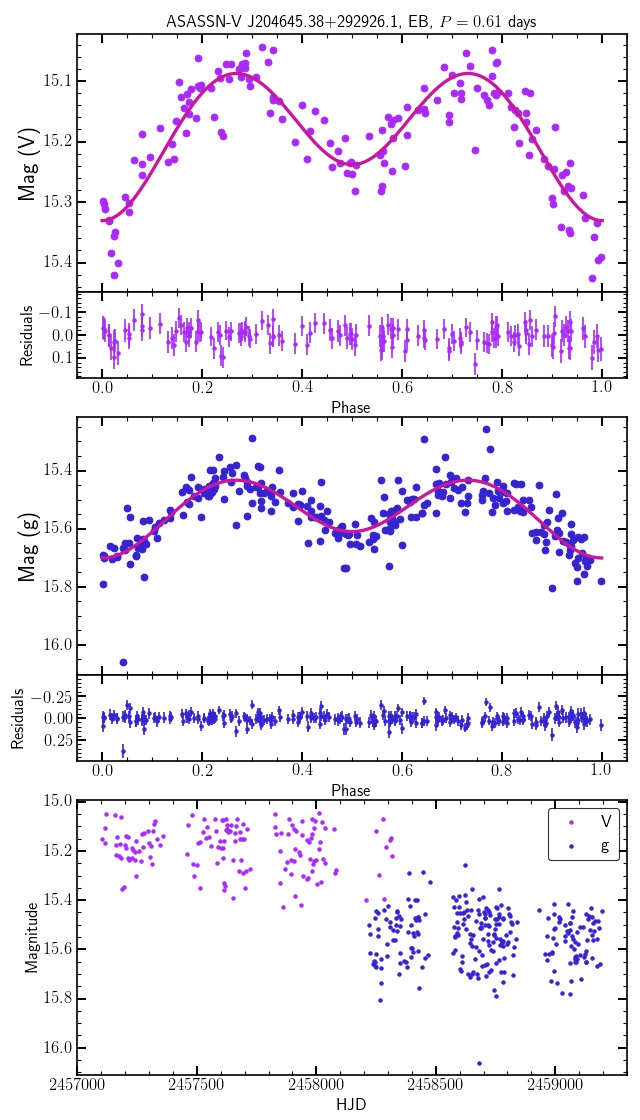 ASASSN-V J204645.38+292926.1, EB, P = 0.61 days
Mag (V)
15.1
15.2
15.3
15.4
Residuals
−0.1
0.0
0.1
0.0 0.2 0.4 0.6 0.8 1.0
Phase
Mag (g)
15.4
15.6
15.8
16.0
Residuals
−0.25
0.00
0.25
0.0 0.2 0.4 0.6 0.8 1.0
Phase
Magnitude
15.0
15.2
15.4
15.6
15.8
16.0
V
g
2457000 2457500 2458000 2458500 2459000
HJD